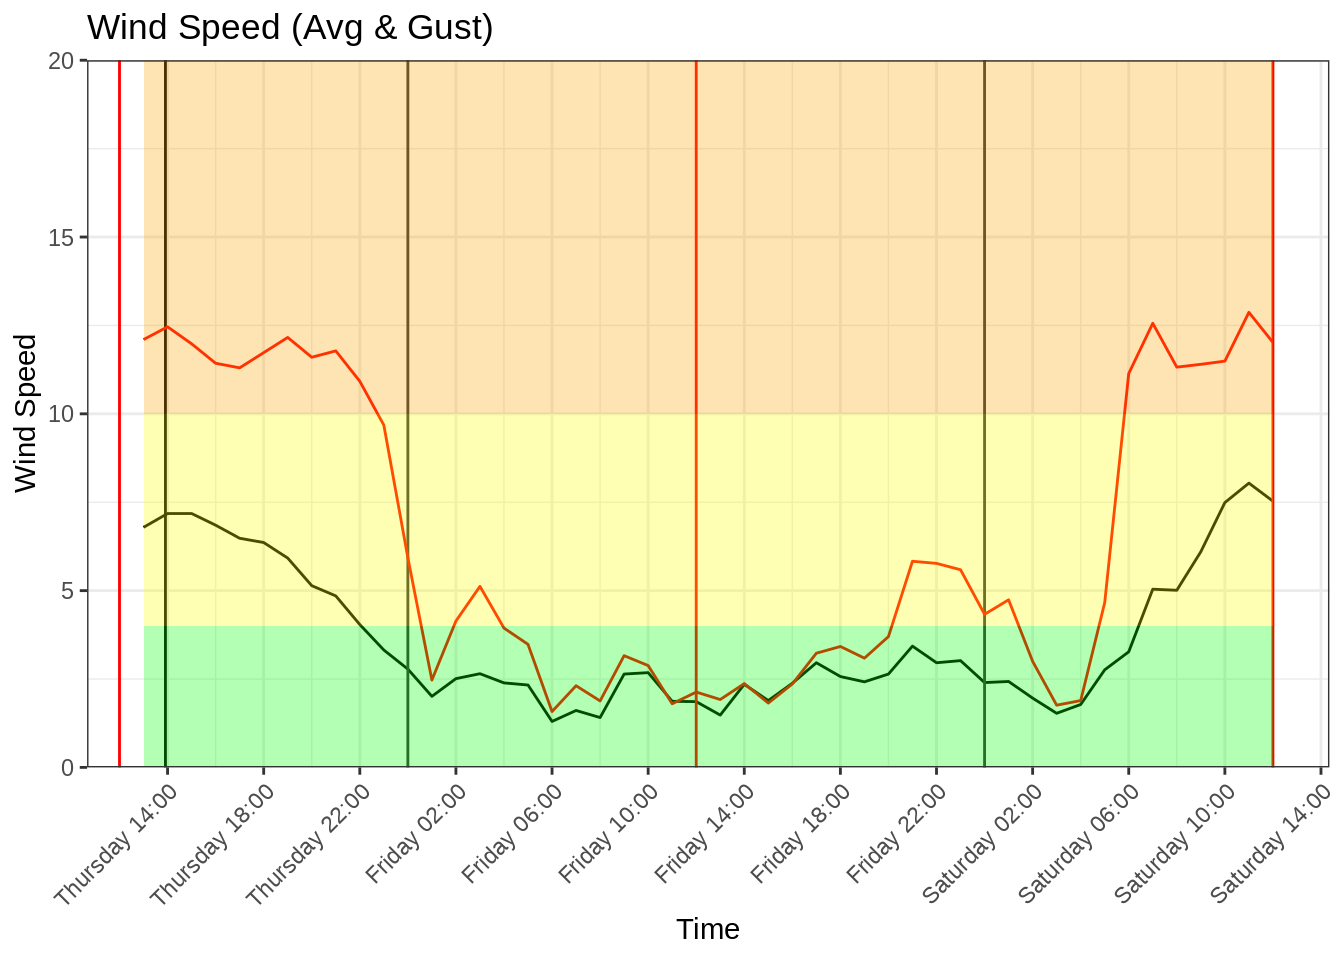 Wind Speed (Avg & Gust)
20
15
10
5
0
Wind Speed
Thursday 14:00
Thursday 18:00
Thursday 22:00
Friday 02:00
Friday 06:00
Friday 10:00
Friday 14:00
Friday 18:00
Friday 22:00
Saturday 02:00
Saturday 06:00
Saturday 10:00
Saturday 14:00
Time